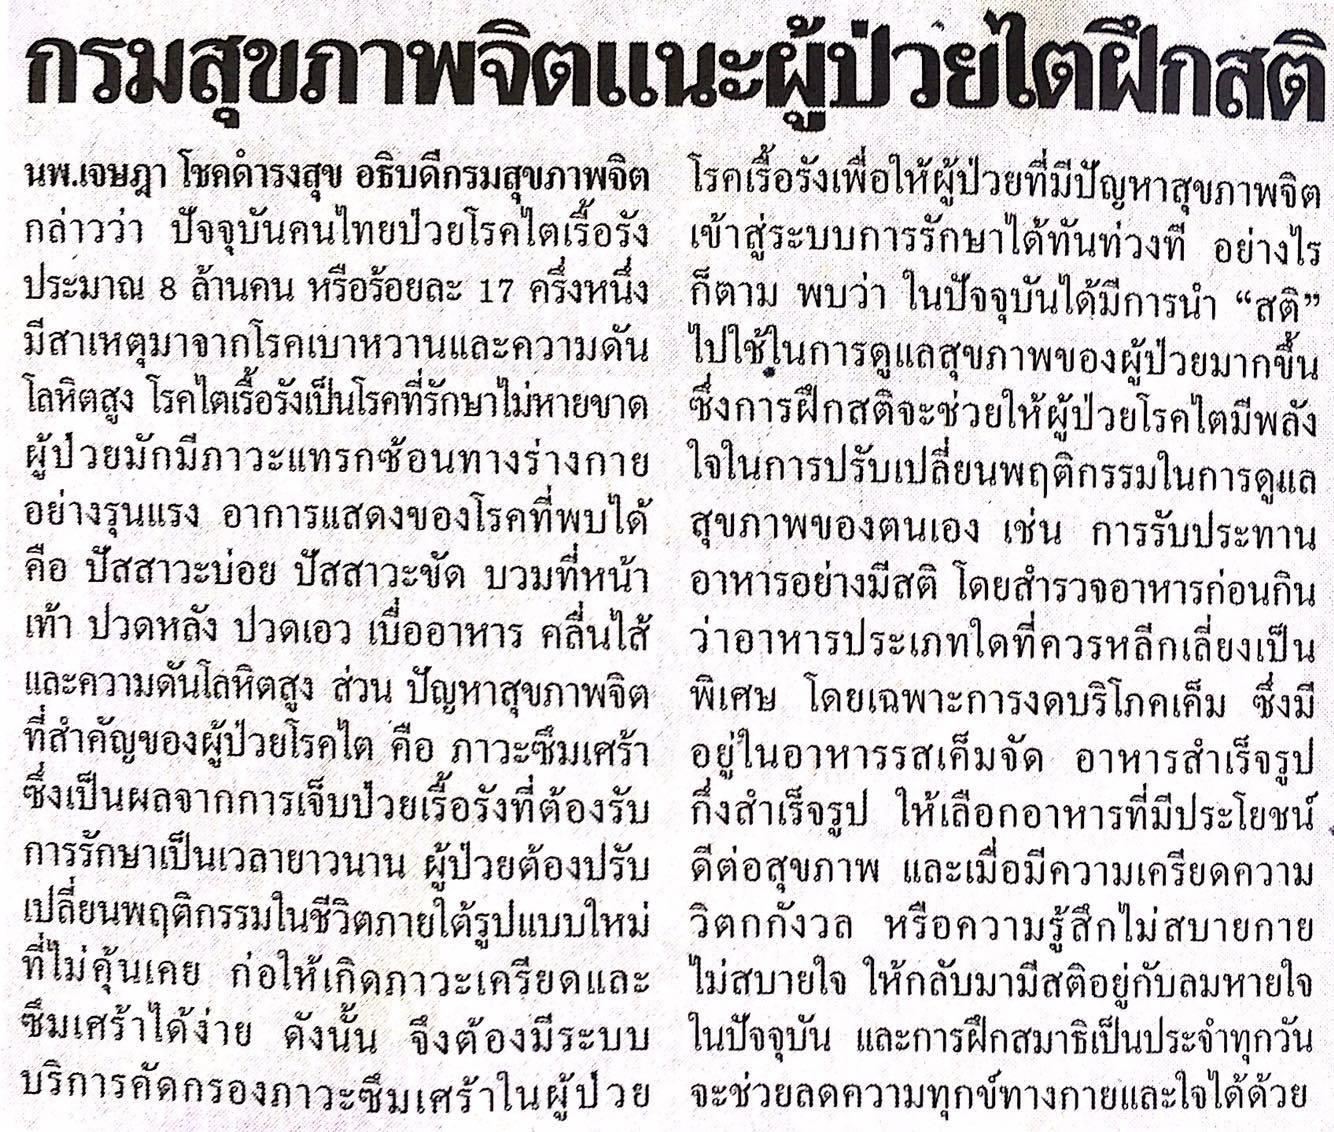 กรมสุขภาพจิตแนะผู้ป่วยไตฝึกสติ
นพ.เจษฎา โชคดำรงสุข อธิบดีกรมสุขภาพจิต
กล่าวว่า ปัจจุบันคนไทยป่วยโรคไตเรื้อรัง
ประมาณ 8 ล้านคน หรือร้อยละ 17 ครึ่งหนึ่ง
มีสาเหตุมาจากโรคเบาหวานและความดัน
โลหิตสูง โรคไตเรื้อรังเป็นโรคที่รักษาไม่หายขาด
ผู้ป่วยมักมีภาวะแทรกซ้อนทางร่างกาย
อย่างรุนแรง อาการแสดงของโรคที่พบได้
คือ ปัสสาวะบ่อย ปัสสาวะขัด บวมที่หน้า
เท้า ปวดหลัง ปวดเอว เบื่ออาหาร คลื่นไส้
และความดันโลหิตสูง ส่วน ปัญหาสุขภาพจิต
ที่สำคัญของผู้ป่วยโรคไต คือ ภาวะซึมเศร้า
ซึ่งเป็นผลจากการเจ็บป่วยเรื้อรังที่ต้องรับ
การรักษาเป็นเวลายาวนาน ผู้ป่วยต้องปรับ
เปลี่ยนพฤติกรรมในชีวิตภายใต้รูปแบบใหม่
ที่ไม่คุ้นเคย ก่อให้เกิดภาวะเครียดและ
ซึมเศร้าได้ง่าย ดังนั้น จึงต้องมีระบบ
บริการคัดกรองภาวะซึมเศร้าในผู้ป่วย
โรคเรื้อรังเพื่อให้ผู้ป่วยที่มีปัญหาสุขภาพจิต
เข้าสู่ระบบการรักษาได้ทันท่วงที อย่างไร
ก็ตาม พบว่า ในปัจจุบันได้มีการนำ “สติ”
ไปใช้ในการดูแลสุขภาพของผู้ป่วยมากขึ้น
ซึ่งการฝึกสติจะช่วยให้ผู้ป่วยโรคไตมีพลัง
ใจในการปรับเปลี่ยนพฤติกรรมในการดูแล
สุขภาพของตนเอง เช่น การรับประทาน
อาหารอย่างมีสติ โดยสำรวจอาหารก่อนกิน
ว่าอาหารประเภทใดที่ควรหลีกเลี่ยงเป็น
พิเศษ โดยเฉพาะการงดบริโภคเค็ม ซึ่งมี
อยู่ในอาหารรสเค็มจัด อาหารสำเร็จรูป
กึ่งสำเร็จรูป ให้เลือกอาหารที่มีประโยชน์
ดีต่อสุขภาพ และเมื่อมีความเครียดความ
วิตกกังวล หรือความรู้สึกไม่สบายกาย
ไม่สบายใจ ให้กลับมามีสติอยู่กับลมหายใจ
ในปัจจุบัน และการฝึกสมาธิเป็นประจำทุกวัน
จะช่วยลดความทุกข์ทางกายและใจได้ด้วย